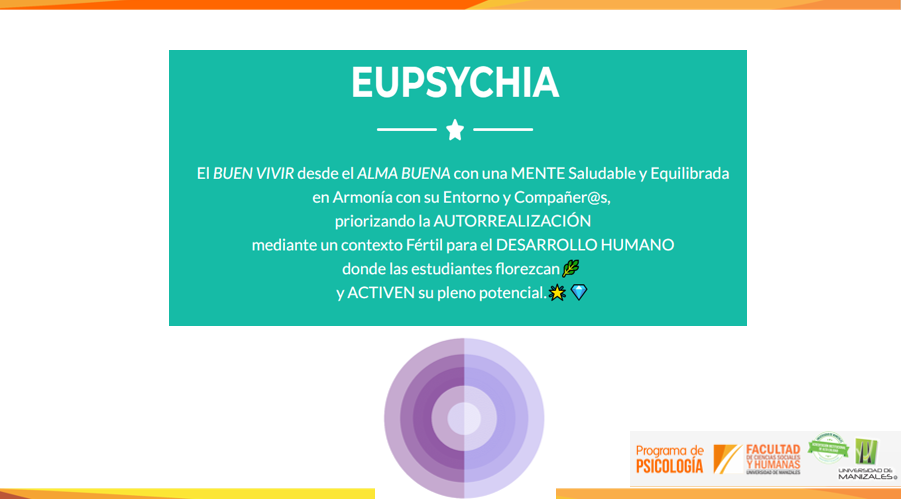 EUPSYCHIA
El BUEN VIVIR desde el ALMA BUENA con una MENTE Saludable y Equilibrada
en Armonía con su Entorno y Compañer@s,
priorizando la AUTORREALIZACIÓN
mediante un contexto Fértil para el DESARROLLO HUMANO
donde las estudiantes florezcan
y ACTIVEN su pleno potencial.
Programa de
PSICOLOGÍA
FACULTAD
DE CIENCIAS SOCIALES
Y HUMANAS
UNIVERSIDAD DE MANIZALES
UNIVERSIDAD DE
MANIZALES